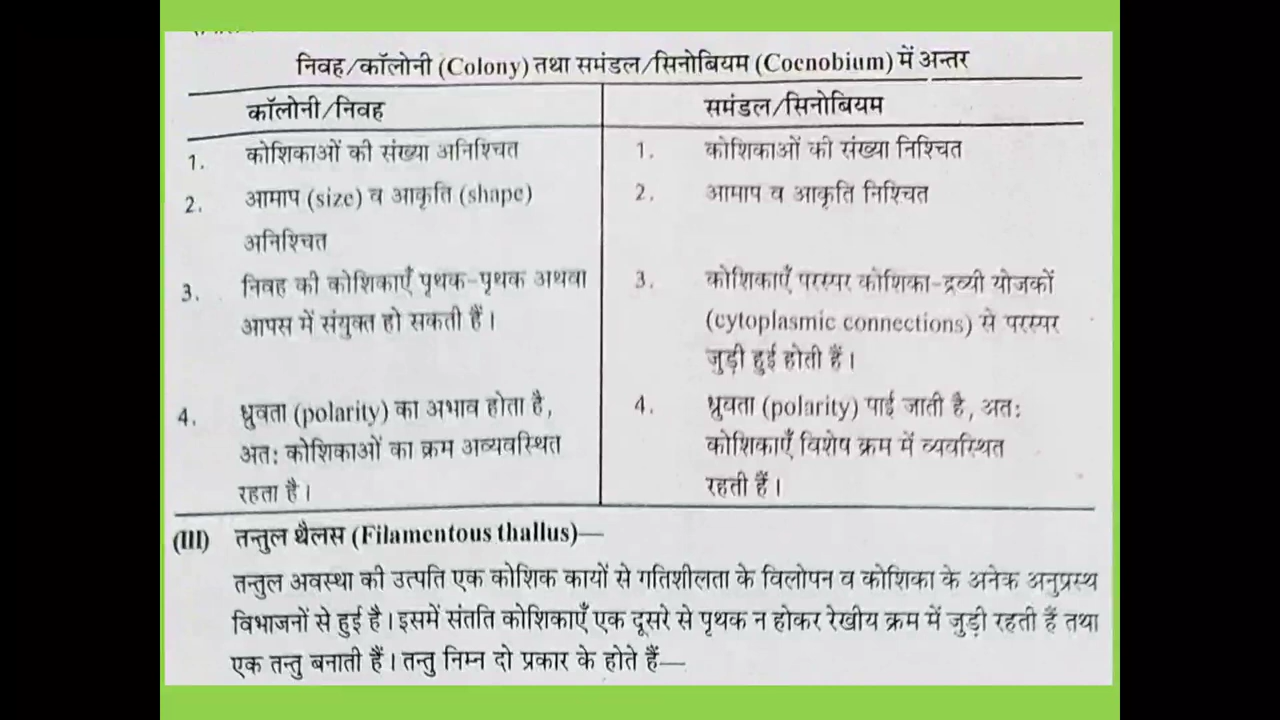 निवह/कॉलोनी (Colony) तथा समंडल/सिनोबियम (Coenobium) में अन्तर
कॉलोनी/निवह
समंडल/सिनोबियम
1. कोशिकाओं की संख्या अनिश्चित
1. कोशिकाओं की संख्या निश्चित
2. आमाप (size) व आकृति (shape)
अनिश्चित
2. आमाप व आकृति निश्चित
3. निवह की कोशिकाएँ पृथक-पृथक अथवा
आपस में संयुक्त हो सकती हैं।
3. कोशिकाएँ परस्पर कोशिका-द्रव्यी योजकों
(cytoplasmic connections) से परस्पर
जुड़ी हुई होती हैं।
4. ध्रुवता (polarity) का अभाव होता है,
अतः कोशिकाओं का क्रम अव्यवस्थित
रहता है।
4. ध्रुवता (polarity) पाई जाती है, अतः
कोशिकाएँ विशेष क्रम में व्यवस्थित
रहती हैं।
(III) तन्तुल थैलस (Filamentous thallus)—
तन्तुल अवस्था की उत्पति एक कोशिक कायों से गतिशीलता के विलोपन व कोशिका के अनेक अनुप्रस्थ
विभाजनों से हुई है। इसमें संतति कोशिकाएँ एक दूसरे से पृथक न होकर रेखीय क्रम में जुड़ी रहती हैं तथा
एक तन्तु बनाती हैं। तन्तु निम्न दो प्रकार के होते हैं—